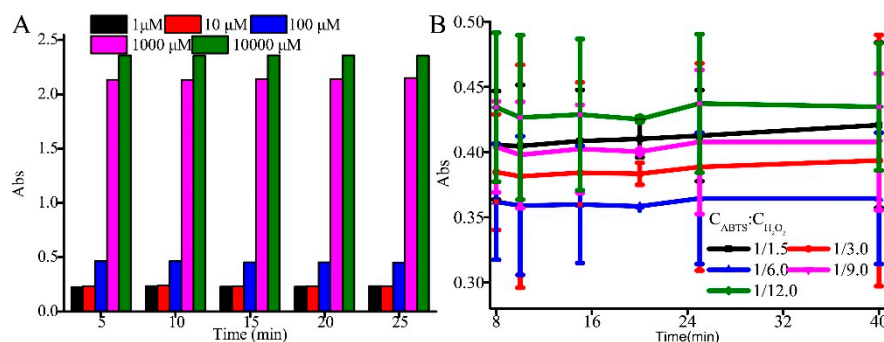 A
1μM 10 μM 100 μM
1000 μM 10000 μM
2.5
2.0
1.5
1.0
0.5
0.0
Abs
5 10 15 20 25
Time (min)
B
0.50
0.45
0.40
0.35
0.30
Abs
C_ABTS:C_H₂O₂
1/1.5 1/3.0
1/6.0 1/9.0
1/12.0
8 16 24 32 40
Time(min)